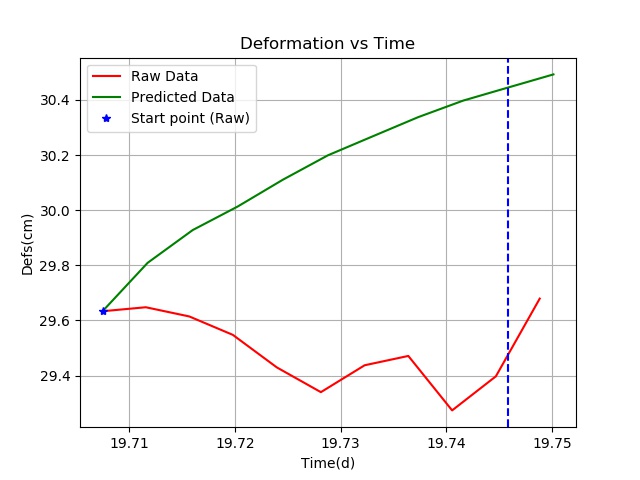 Deformation vs Time
Raw Data
Predicted Data
Start point (Raw)
Defs(cm)
30.4
30.2
30.0
29.8
29.6
29.4
19.71 19.72 19.73 19.74 19.75
Time(d)